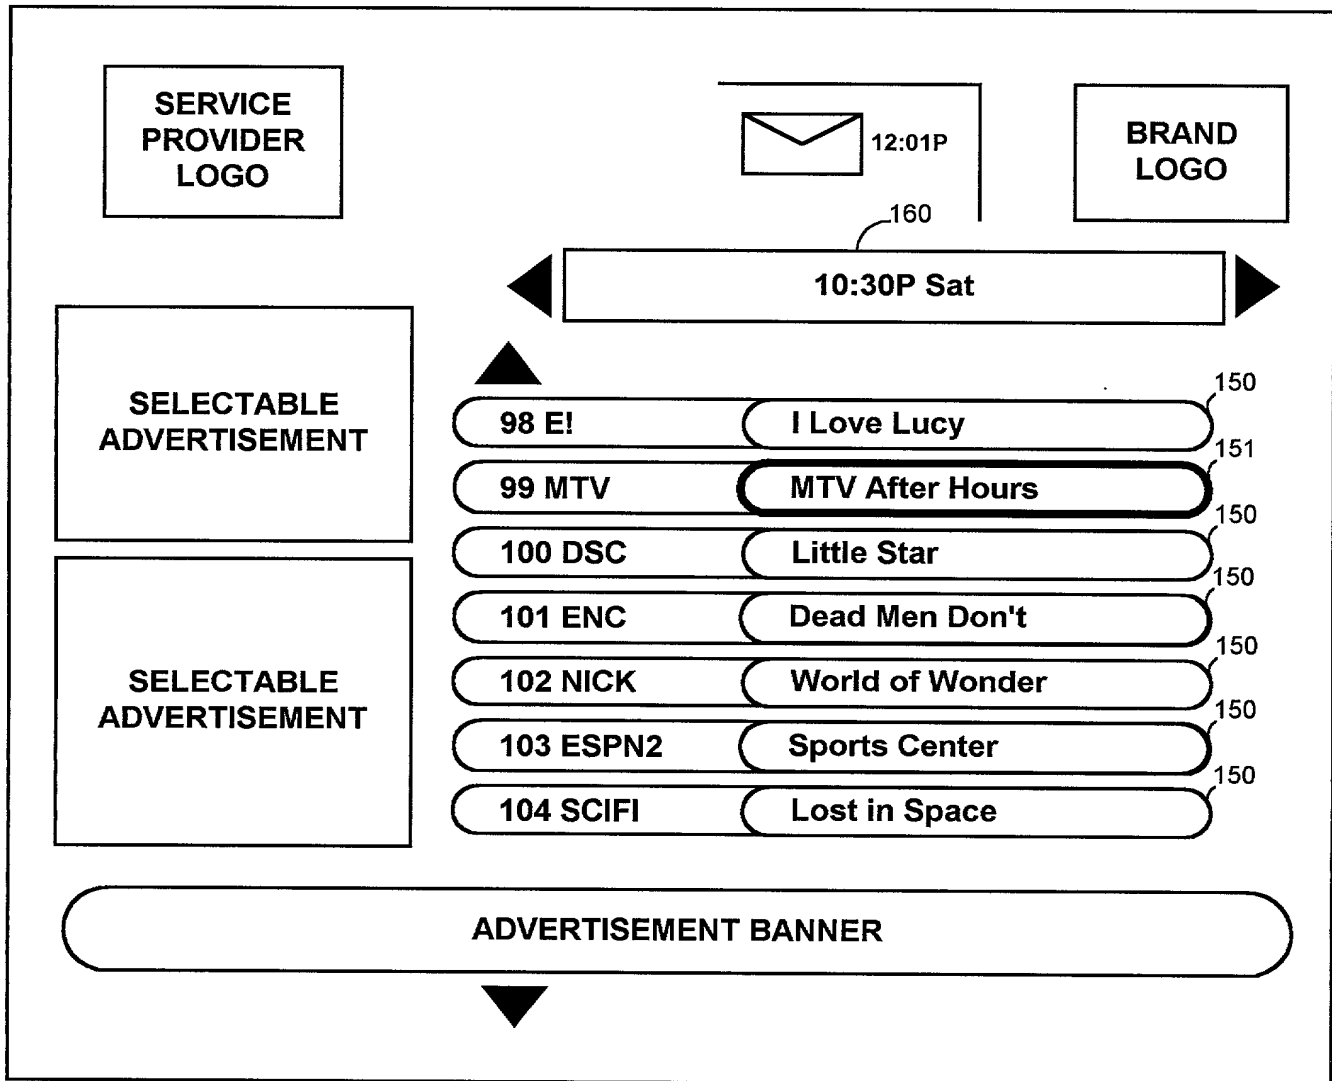 SERVICE
PROVIDER
LOGO
12:01P
BRAND
LOGO
160
10:30P Sat
SELECTABLE
ADVERTISEMENT
150
98 E! I Love Lucy
151
99 MTV MTV After Hours
150
100 DSC Little Star
150
101 ENC Dead Men Don't
150
102 NICK World of Wonder
150
103 ESPN2 Sports Center
150
104 SCIFI Lost in Space
SELECTABLE
ADVERTISEMENT
ADVERTISEMENT BANNER